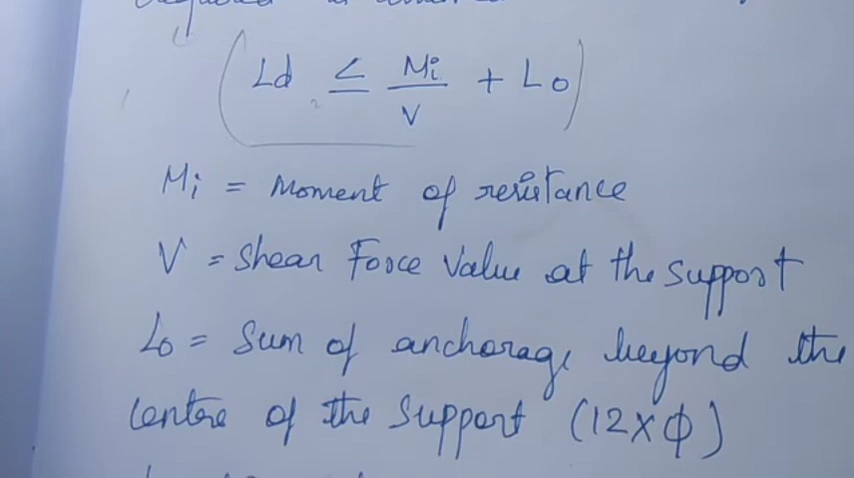 (Ld ≤ Mi/V + Lo)
Mi = Moment of resistance
V = Shear Force Value at the support
Lo = Sum of anchorage beyond the
centre of the support (12×φ)